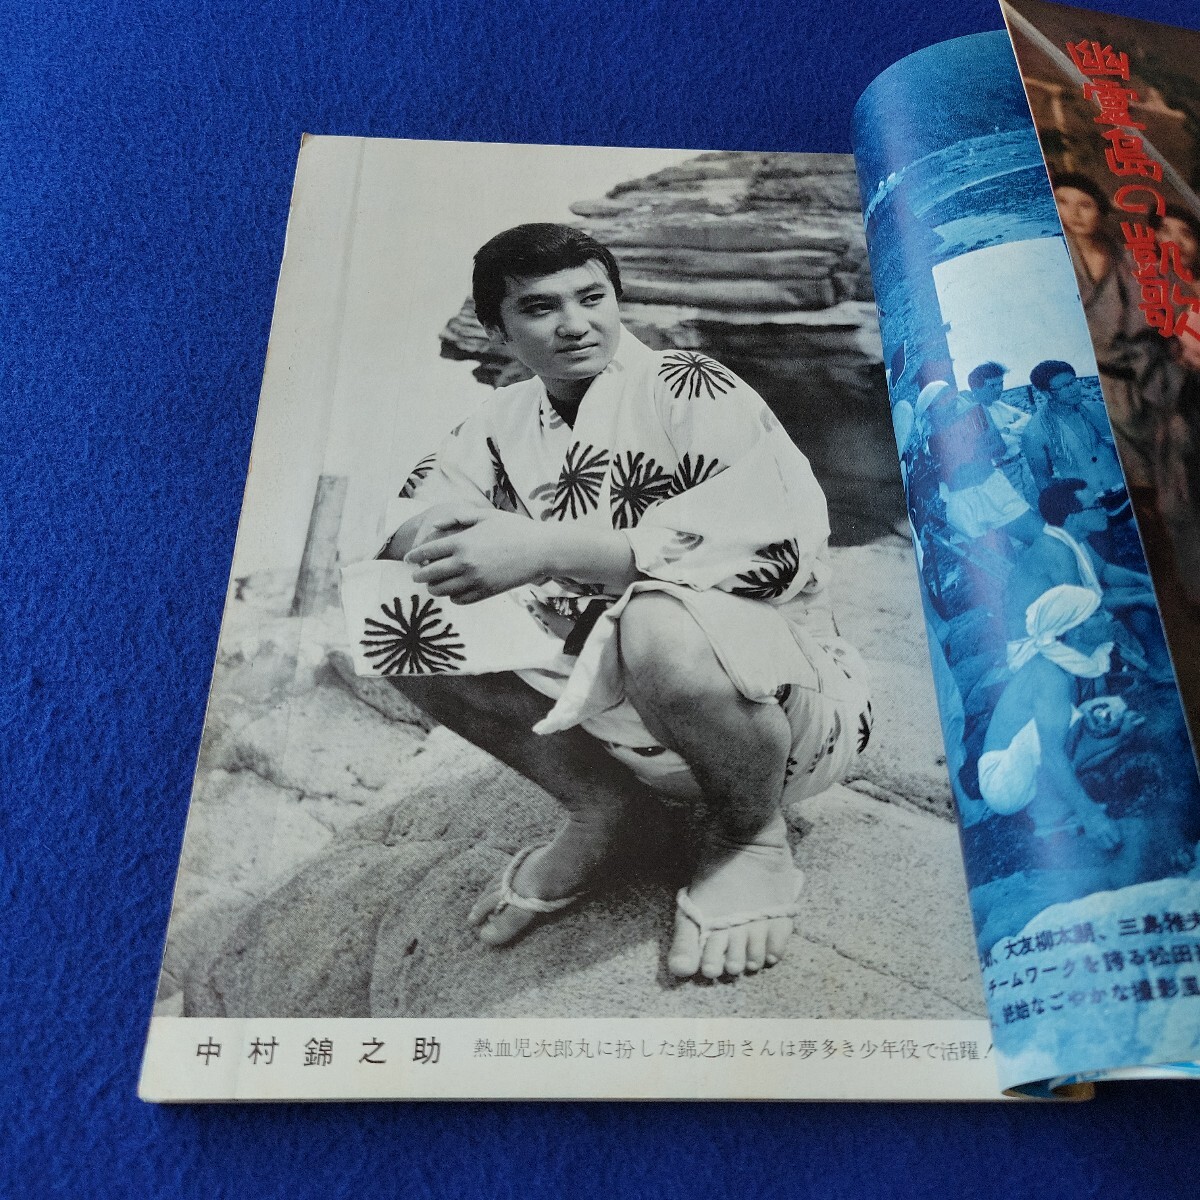 幽霊島の凱歌
大友柳太朗、三島雅夫
チームワークを誇る松田
絶始なごやかな撮影風
中村錦之助
熱血児次郎丸に扮した錦之助さんは夢多き少年役で活躍!